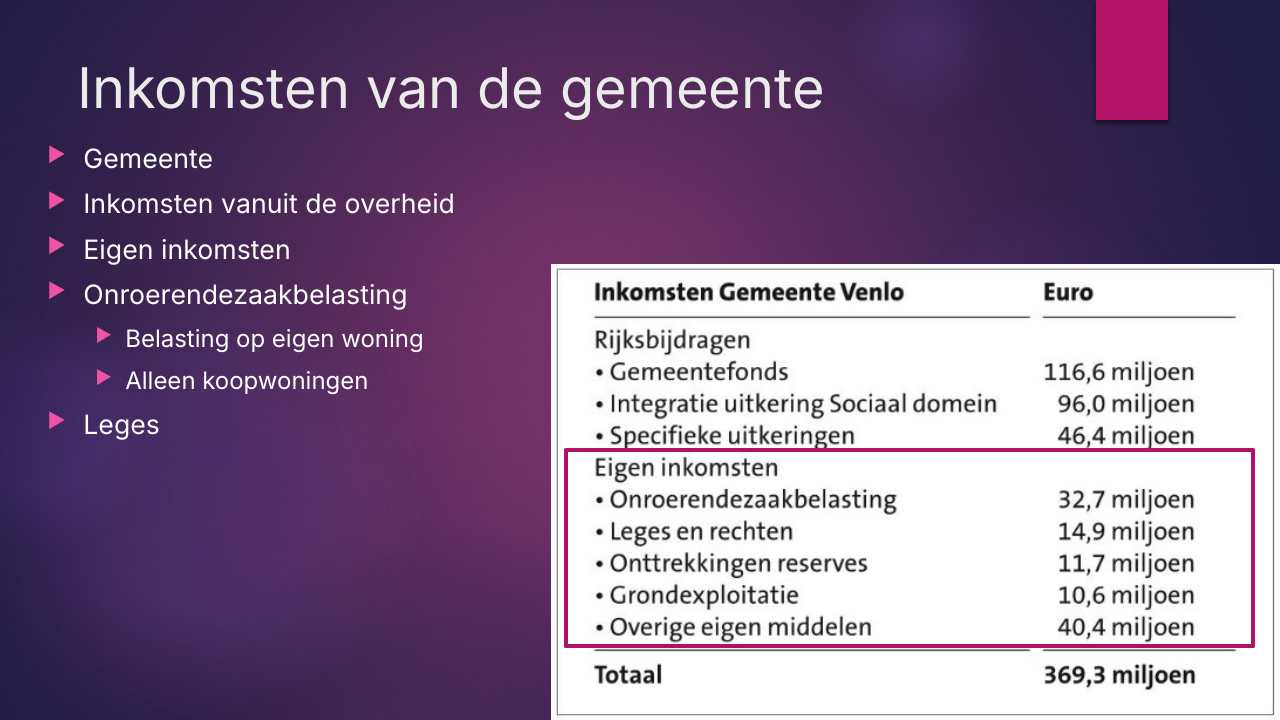 Inkomsten van de gemeente
Gemeente
Inkomsten vanuit de overheid
Eigen inkomsten
Onroerendezaakbelasting
Belasting op eigen woning
Alleen koopwoningen
Leges
Inkomsten Gemeente Venlo Euro
Rijksbijdragen
• Gemeentefonds 116,6 miljoen
• Integratie uitkering Sociaal domein 96,0 miljoen
• Specifieke uitkeringen 46,4 miljoen
Eigen inkomsten
• Onroerendezaakbelasting 32,7 miljoen
• Leges en rechten 14,9 miljoen
• Onttrekkingen reserves 11,7 miljoen
• Grondexploitatie 10,6 miljoen
• Overige eigen middelen 40,4 miljoen
Totaal 369,3 miljoen